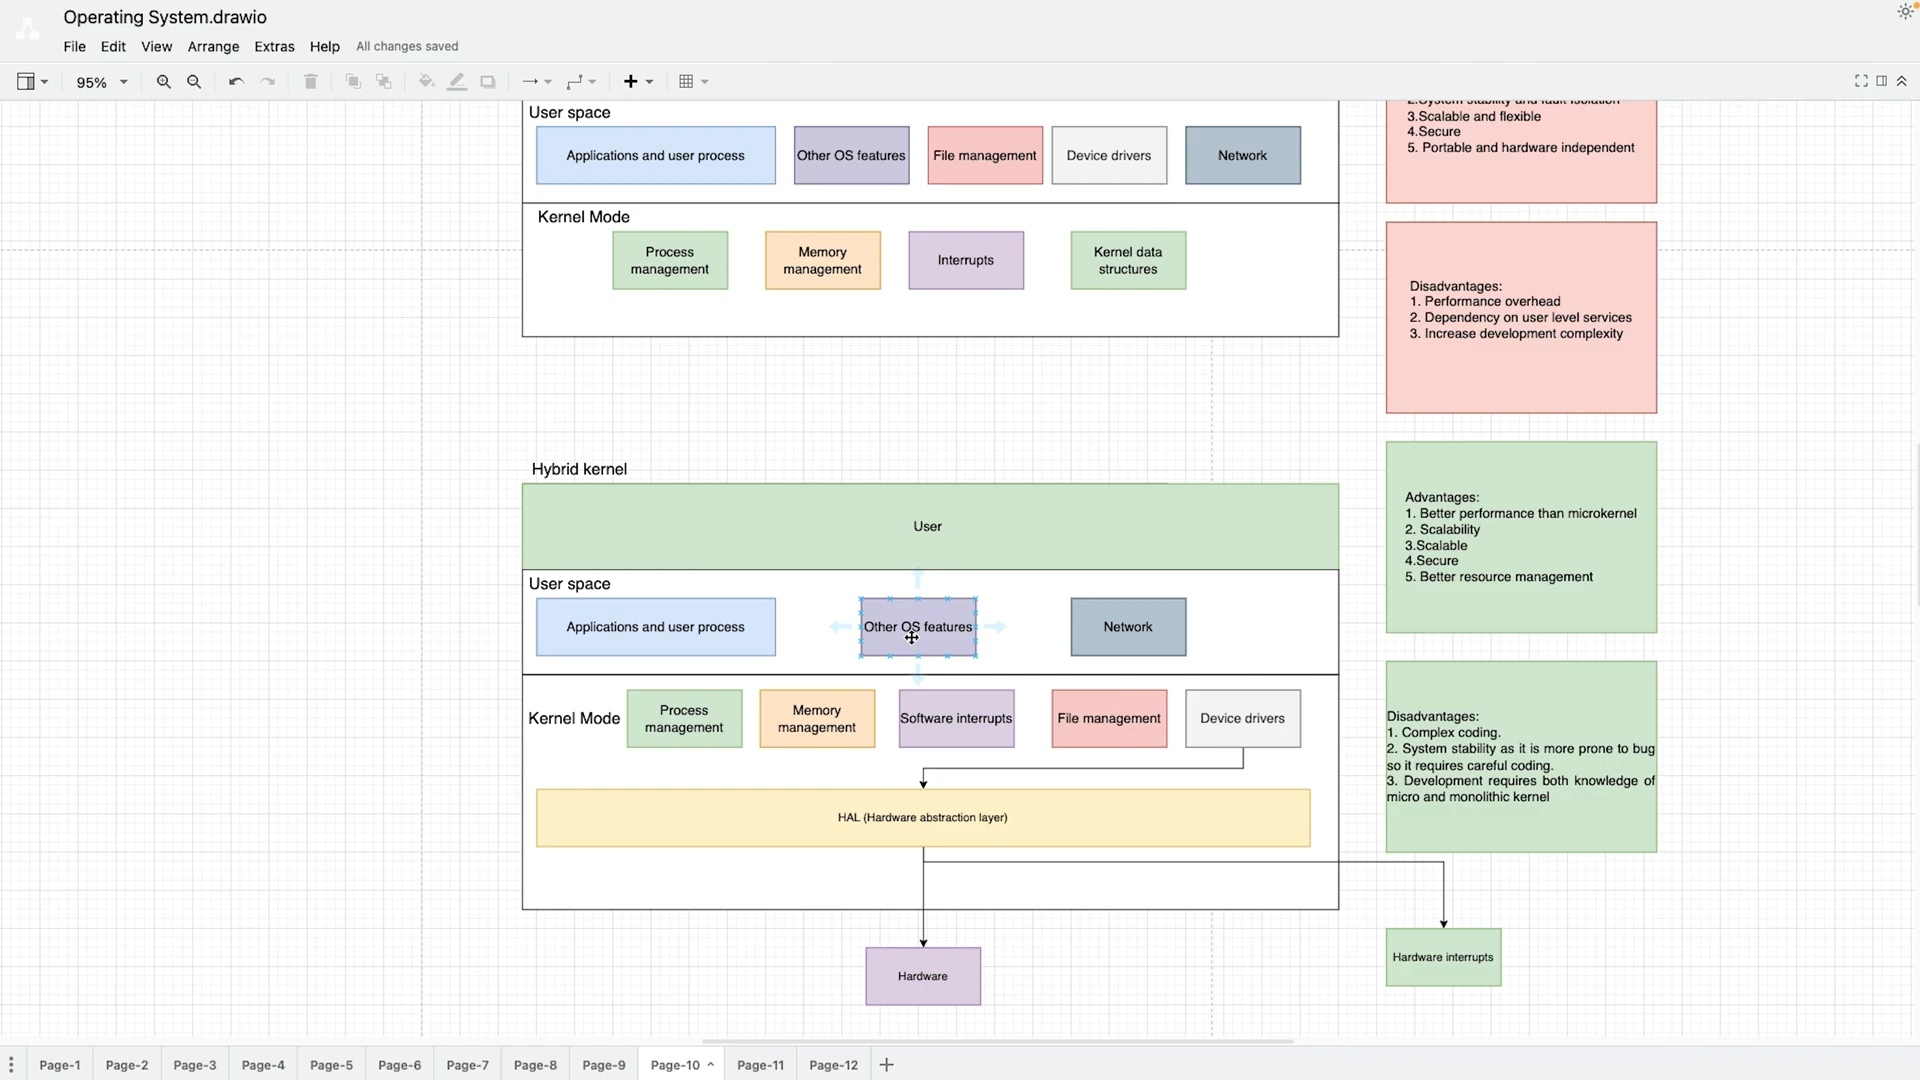 Operating System.drawio
File Edit View Arrange Extras Help All changes saved
95%
User space
Applications and user process
Other OS features
File management
Device drivers
Network
Kernel Mode
Process
management
Memory
management
Interrupts
Kernel data
structures
2.System stability and fault isolation
3.Scalable and flexible
4.Secure
5. Portable and hardware independent
Disadvantages:
1. Performance overhead
2. Dependency on user level services
3. Increase development complexity
Hybrid kernel
User
User space
Applications and user process
Other OS features
Network
Kernel Mode
Process
management
Memory
management
Software interrupts
File management
Device drivers
HAL (Hardware abstraction layer)
Hardware
Hardware interrupts
Advantages:
1. Better performance than microkernel
2. Scalability
3.Scalable
4.Secure
5. Better resource management
Disadvantages:
1. Complex coding.
2. System stability as it is more prone to bug
so it requires careful coding.
3. Development requires both knowledge of
micro and monolithic kernel
Page-1 Page-2 Page-3 Page-4 Page-5 Page-6 Page-7 Page-8 Page-9 Page-10 Page-11 Page-12